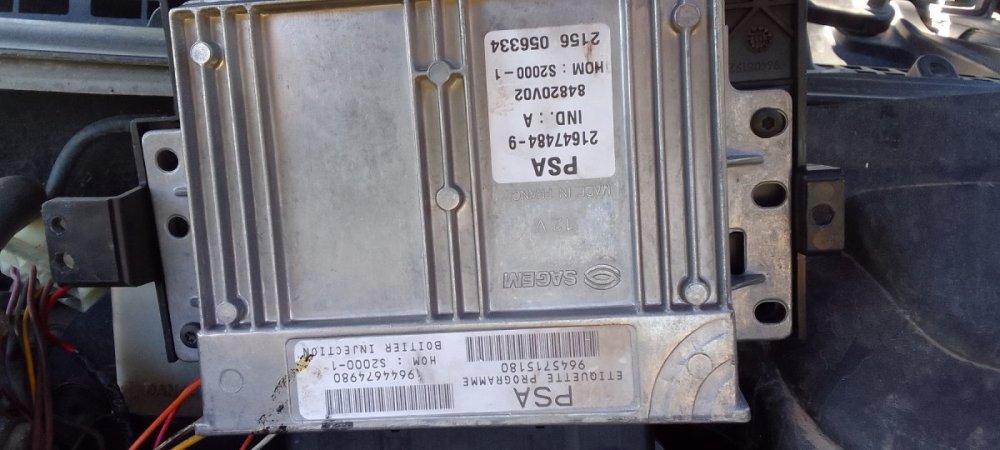 PSA
ETIQUETTE PROGRAMME
9645715180
9644674980
HOM : S2000-1-
BOITIER INJECTION
SAGEM
12 V
MADE IN FRANC
PSA
21647484-9
IND. : A
84820V02
HOM : S2000-1
2156 056334